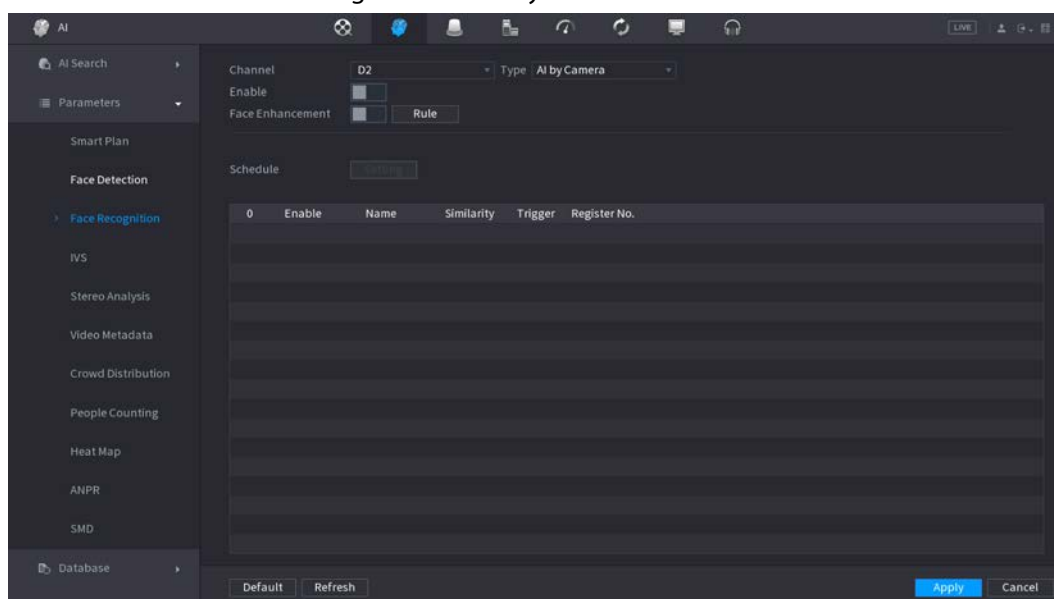 AI
LIVE
AI Search
Parameters
Smart Plan
Face Detection
Face Recognition
IVS
Stereo Analysis
Video Metadata
Crowd Distribution
People Counting
Heat Map
ANPR
SMD
Database
Channel D2 Type AI by Camera
Enable
Face Enhancement Rule
Schedule Setting
0 Enable Name Similarity Trigger Register No.
Default Refresh Apply Cancel